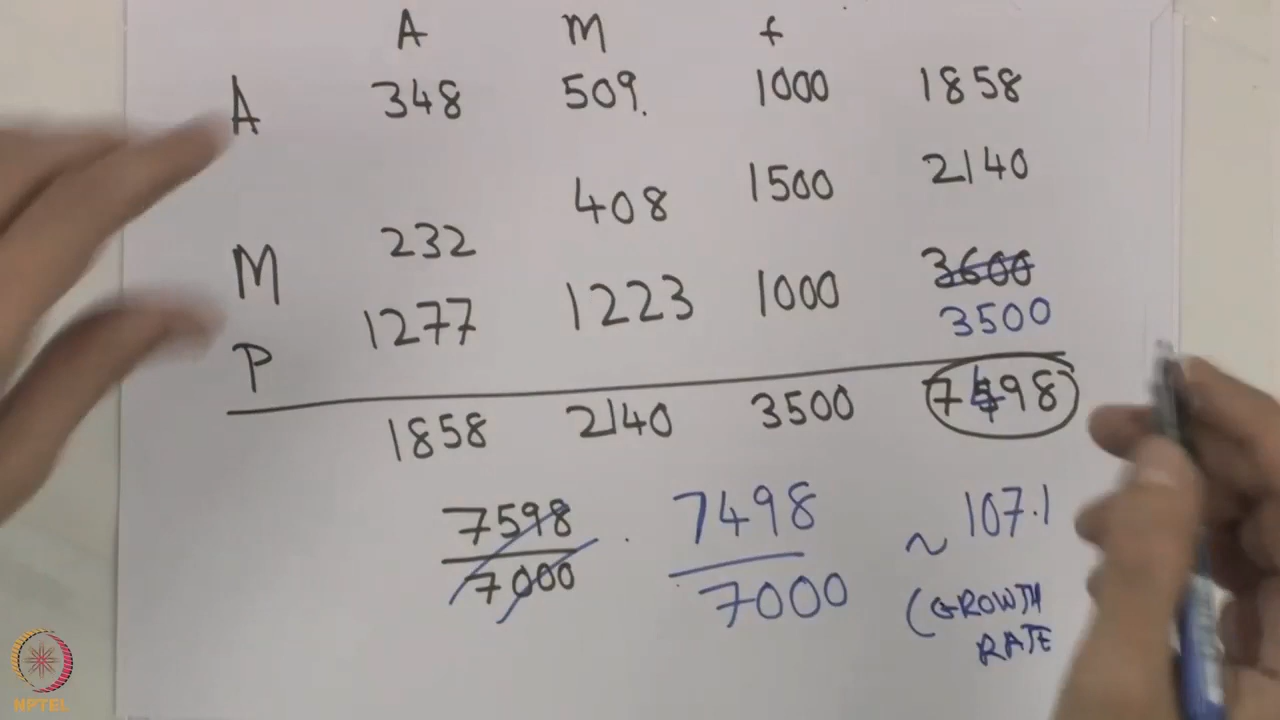 A M f
A 348 509. 1000 1858
408 1500 2140
M 232
3600
P 1277 1223 1000 3500
1858 2140 3500 7498
7598 7498 ~ 107.1
7000 7000 (GROWTH
RATE
NPTEL